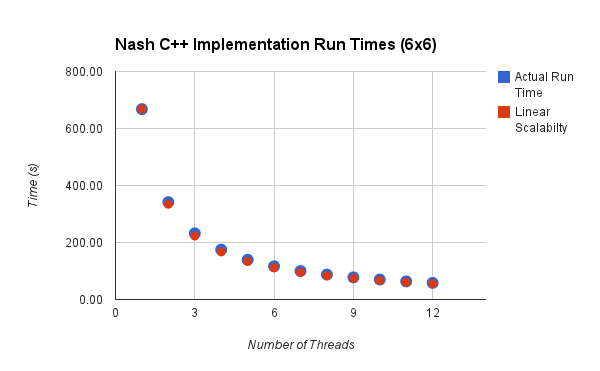 Nash C++ Implementation Run Times (6x6)
800.00
600.00
400.00
200.00
0.00
Time (s)
0
3
6
9
12
Number of Threads
Actual Run
Time
Linear
Scalabilty